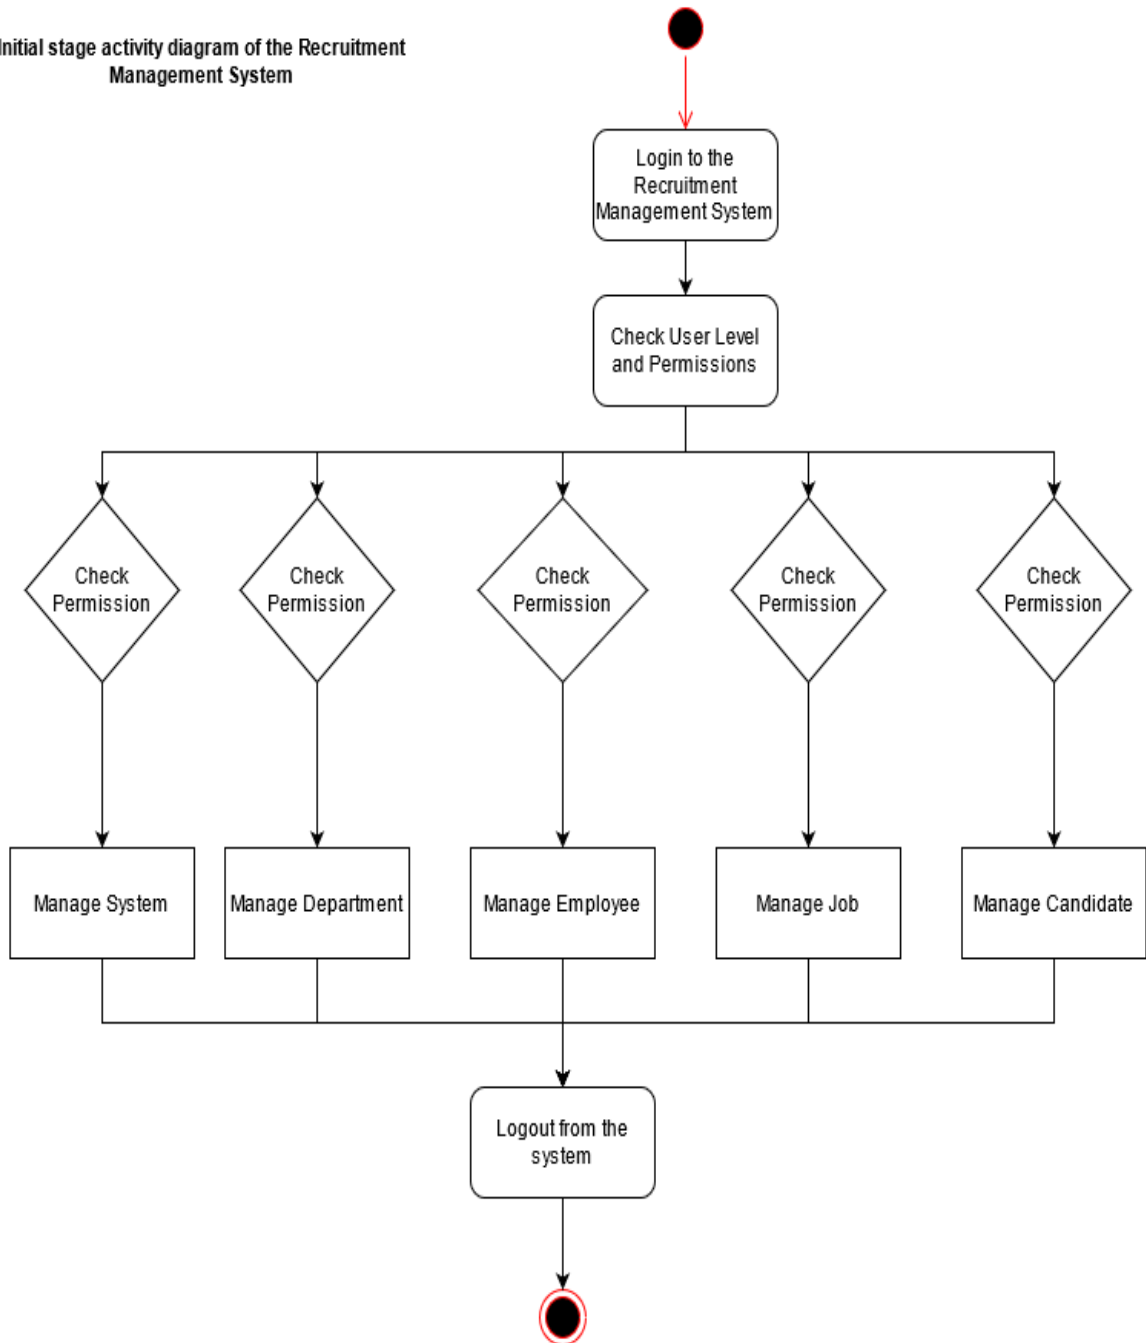 Initial stage activity diagram of the Recruitment
Management System
Login to the
Recruitment
Management System
Check User Level
and Permissions
Check
Permission
Check
Permission
Check
Permission
Check
Permission
Check
Permission
Manage System
Manage Department
Manage Employee
Manage Job
Manage Candidate
Logout from the
system